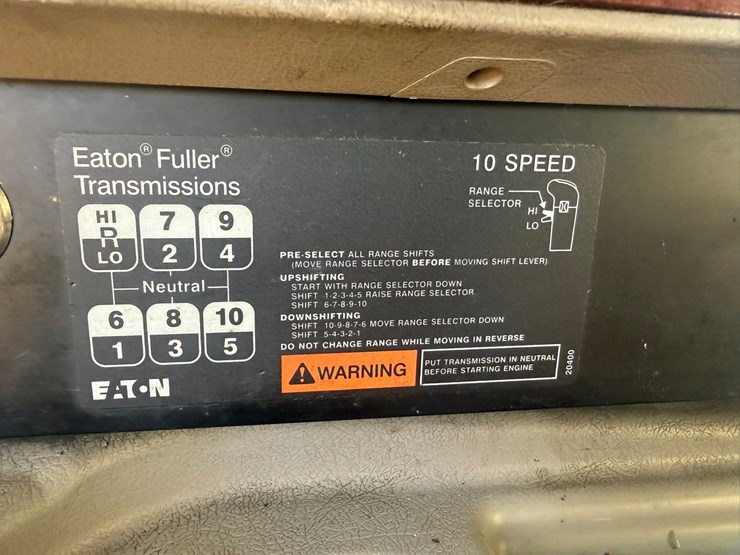 Eaton® Fuller®
Transmissions
10 SPEED
RANGE
SELECTOR
HI
LO
HI 7 9
R
LO 2 4
Neutral
6 8 10
1 3 5
PRE-SELECT ALL RANGE SHIFTS
(MOVE RANGE SELECTOR BEFORE MOVING SHIFT LEVER)
UPSHIFTING
START WITH RANGE SELECTOR DOWN
SHIFT 1-2-3-4-5 RAISE RANGE SELECTOR
SHIFT 6-7-8-9-10
DOWNSHIFTING
SHIFT 10-9-8-7-6 MOVE RANGE SELECTOR DOWN
SHIFT 5-4-3-2-1
DO NOT CHANGE RANGE WHILE MOVING IN REVERSE
WARNING
PUT TRANSMISSION IN NEUTRAL
BEFORE STARTING ENGINE
20400
EATON